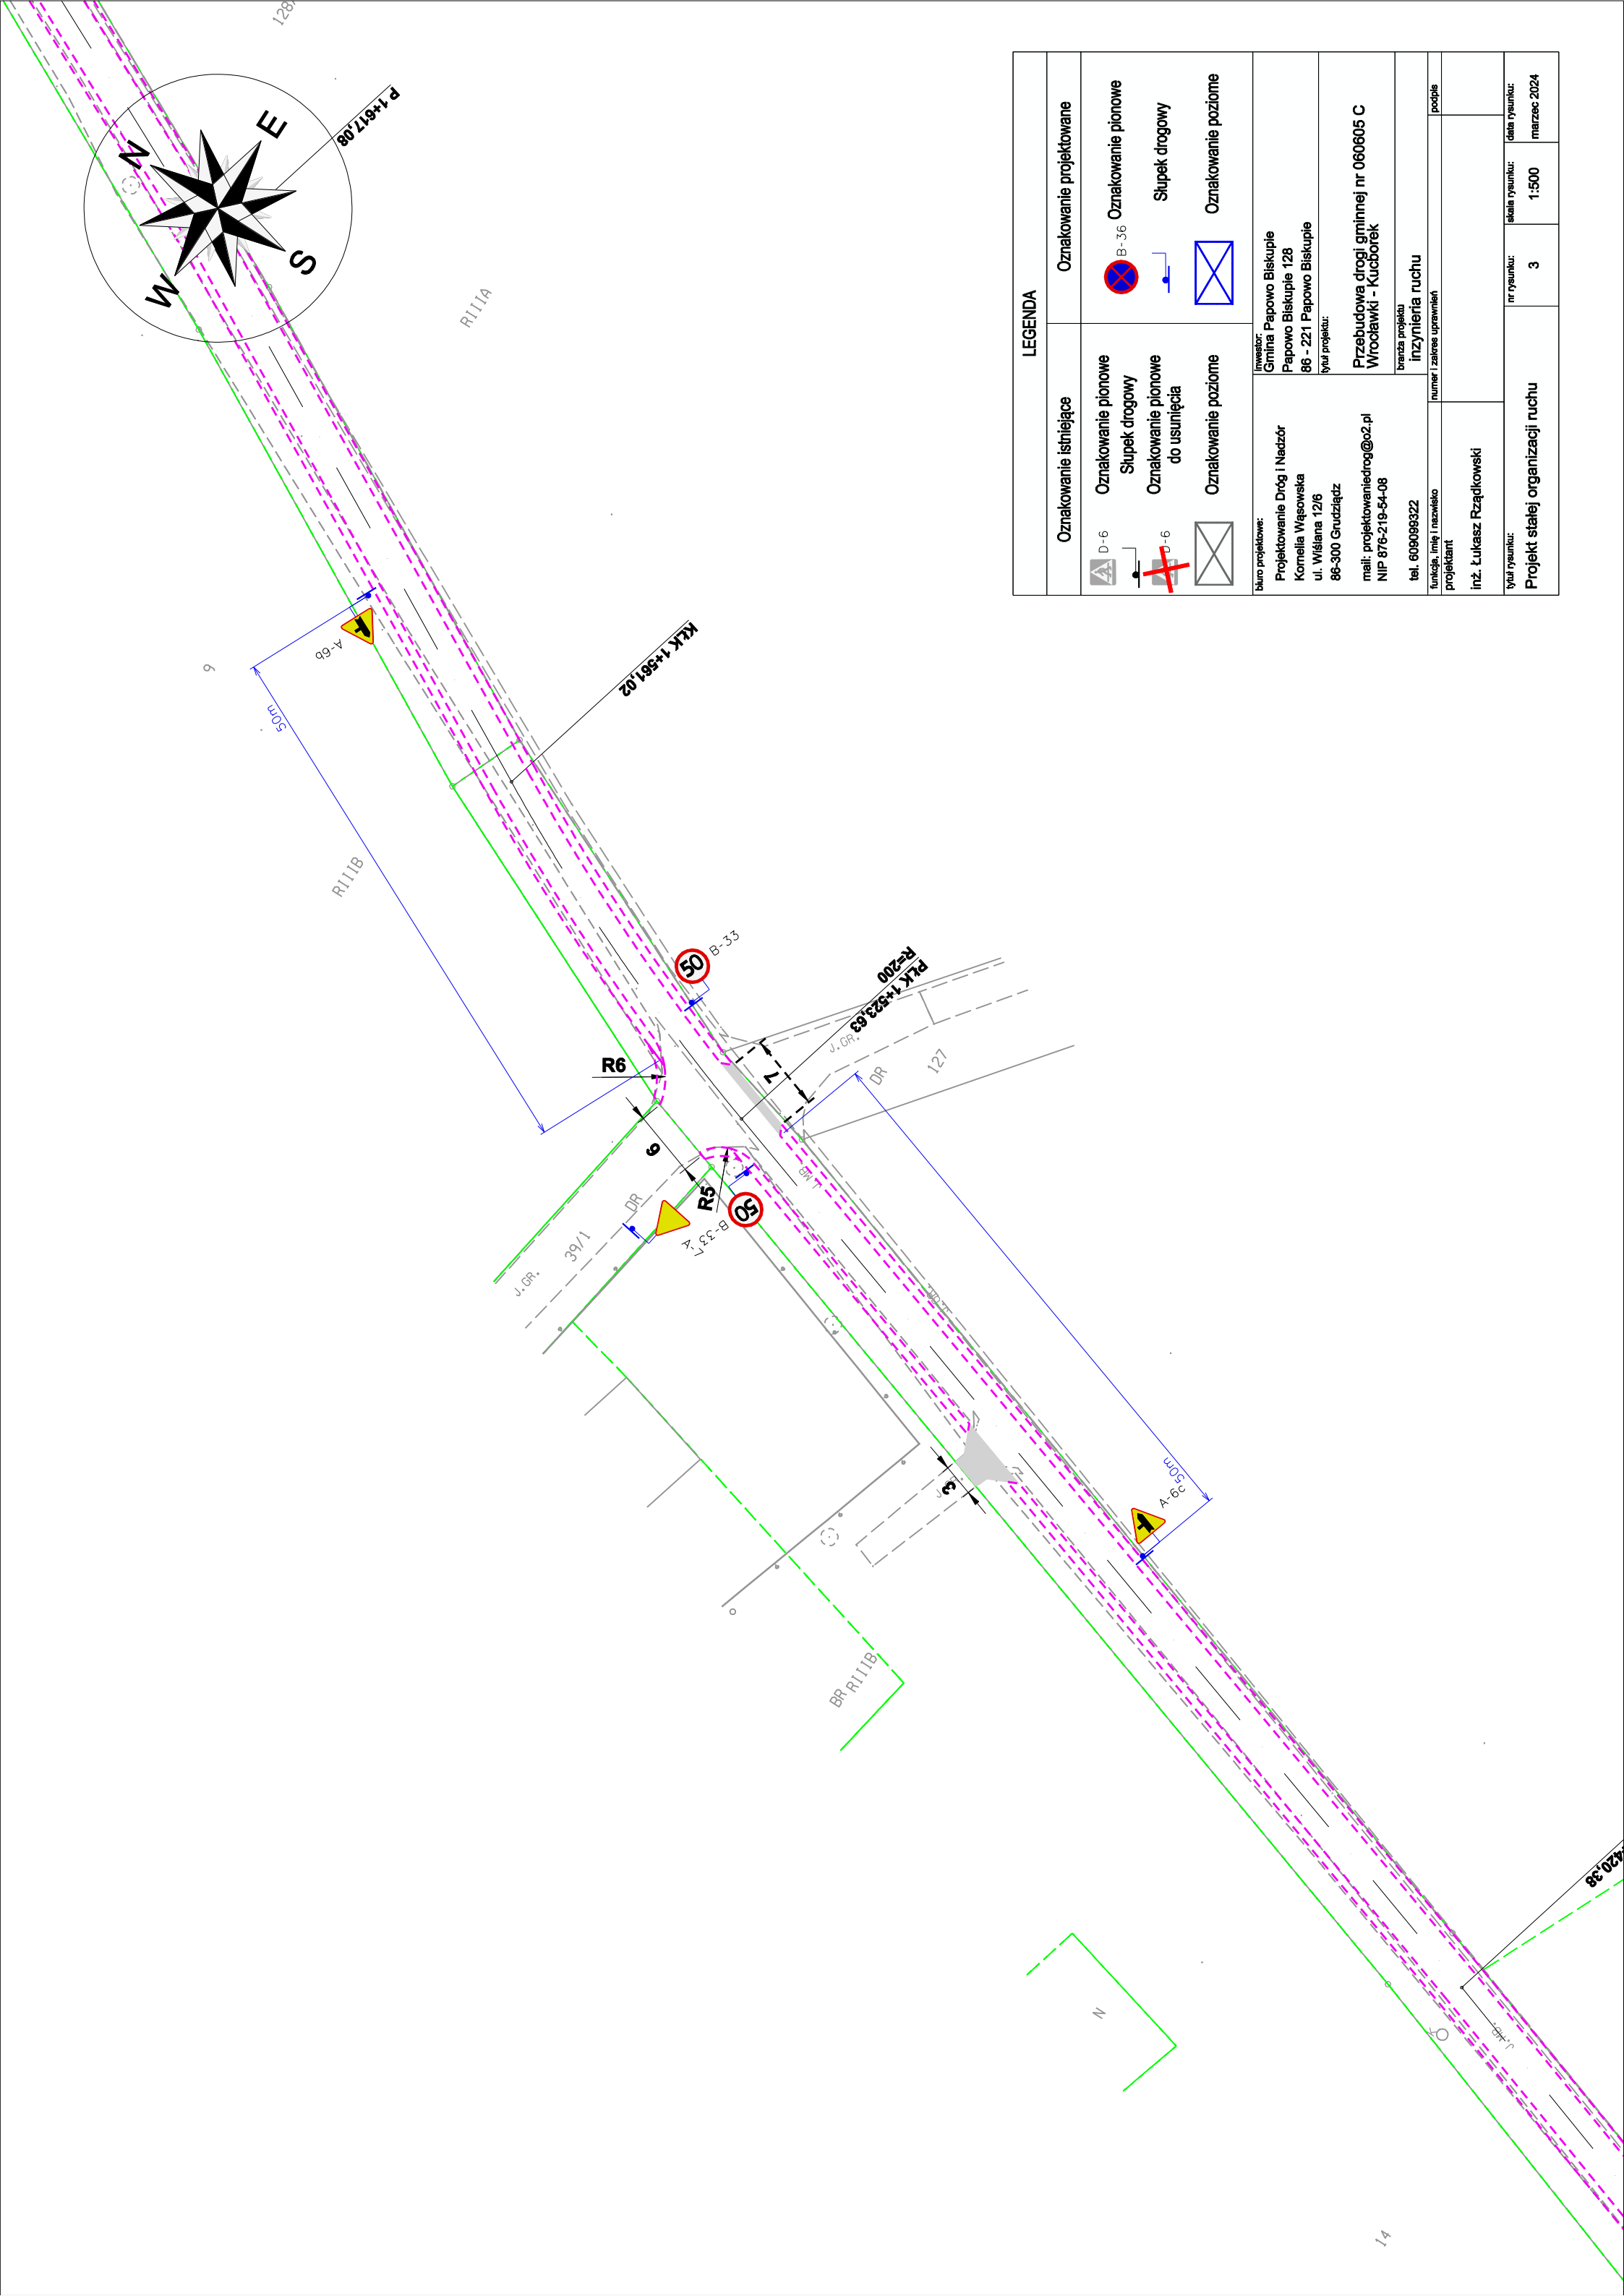 128/
N
E
S
W
P 1+617,08
RIIIA
9
A-6b
50m
KŁK 1+561,02
RIIIB
50
B-33
R=200
PŁK 1+523,63
R6
7
J.GR.
DR
127
6
DR
39/1
J.GR.
R5
50
B-33
A-7
J.MB
3
50m
A-6c
BR
RIIIB
N
420,38
J.MB.
14
LEGENDA
Oznakowanie istniejące
Oznakowanie projektowane
D-6
Oznakowanie pionowe
Słupek drogowy
D-6
Oznakowanie pionowe
do usunięcia
Oznakowanie poziome
B-36
Oznakowanie pionowe
Słupek drogowy
Oznakowanie poziome
biuro projektowe:
Projektowanie Dróg i Nadzór
Kornelia Wąsowska
ul. Wiślana 12/6
86-300 Grudziądz
mail: projektowaniedrog@o2.pl
NIP 876-219-54-08
tel. 609099322
inwestor:
Gmina Papowo Biskupie
Papowo Biskupie 128
86 - 221 Papowo Biskupie
tytuł projektu:
Przebudowa drogi gminnej nr 060605 C
Wrocławki - Kucborek
branża projektu
inzynieria ruchu
funkcja, imię i nazwisko
numer i zakres uprawnień
podpis
projektant
inż. Łukasz Rządkowski
tytuł rysunku:
Projekt stałej organizacji ruchu
nr rysunku:
3
skala rysunku:
1:500
data rysunku:
marzec 2024